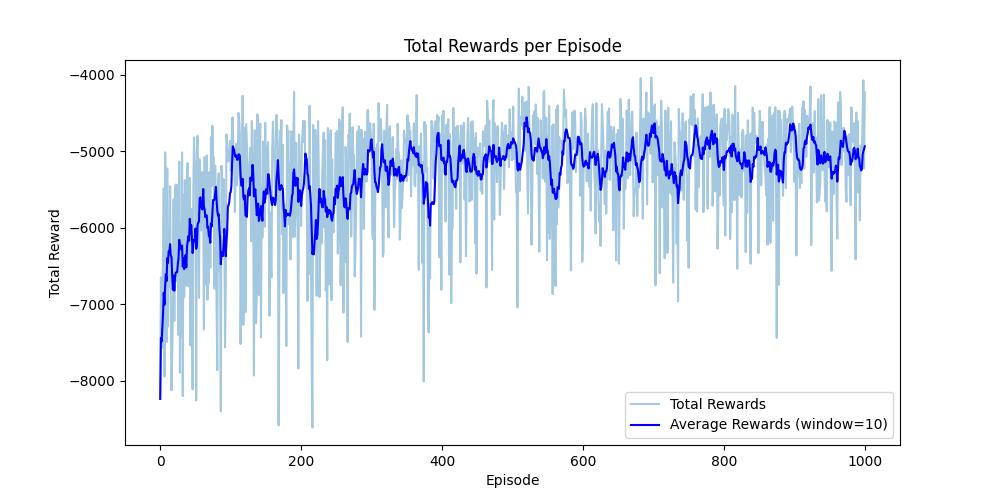 Total Rewards per Episode
Total Reward
−4000
−5000
−6000
−7000
−8000
0
200
400
600
800
1000
Episode
Total Rewards
Average Rewards (window=10)